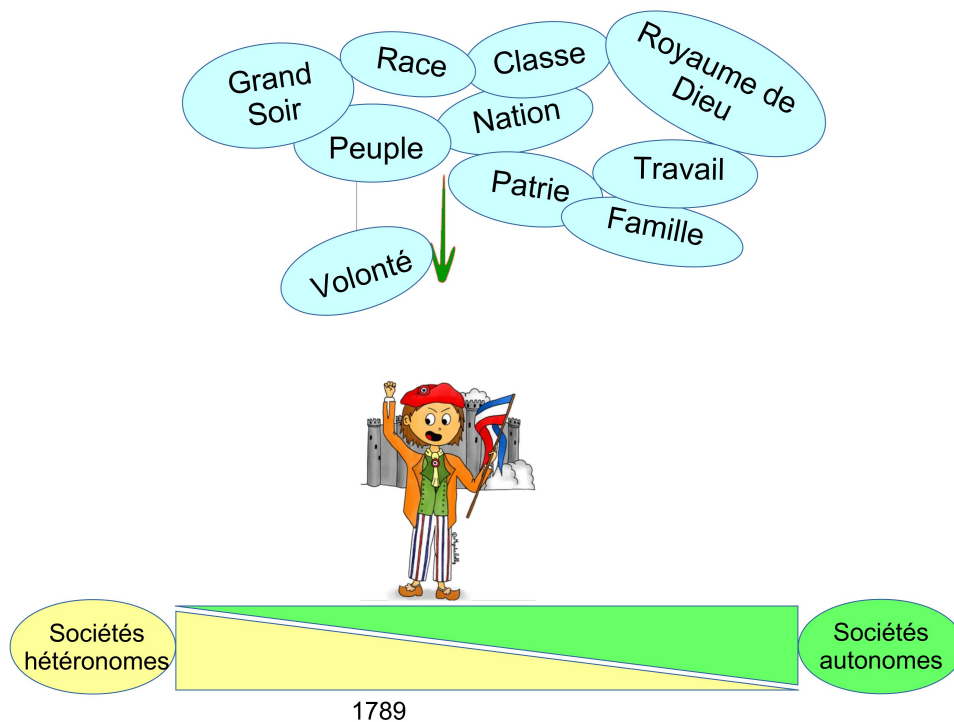 Grand
Soir
Race
Classe
Royaume de
Dieu
Peuple
Nation
Patrie
Travail
Famille
Volonté
Sociétés
hétéronomes
Sociétés
autonomes
1789